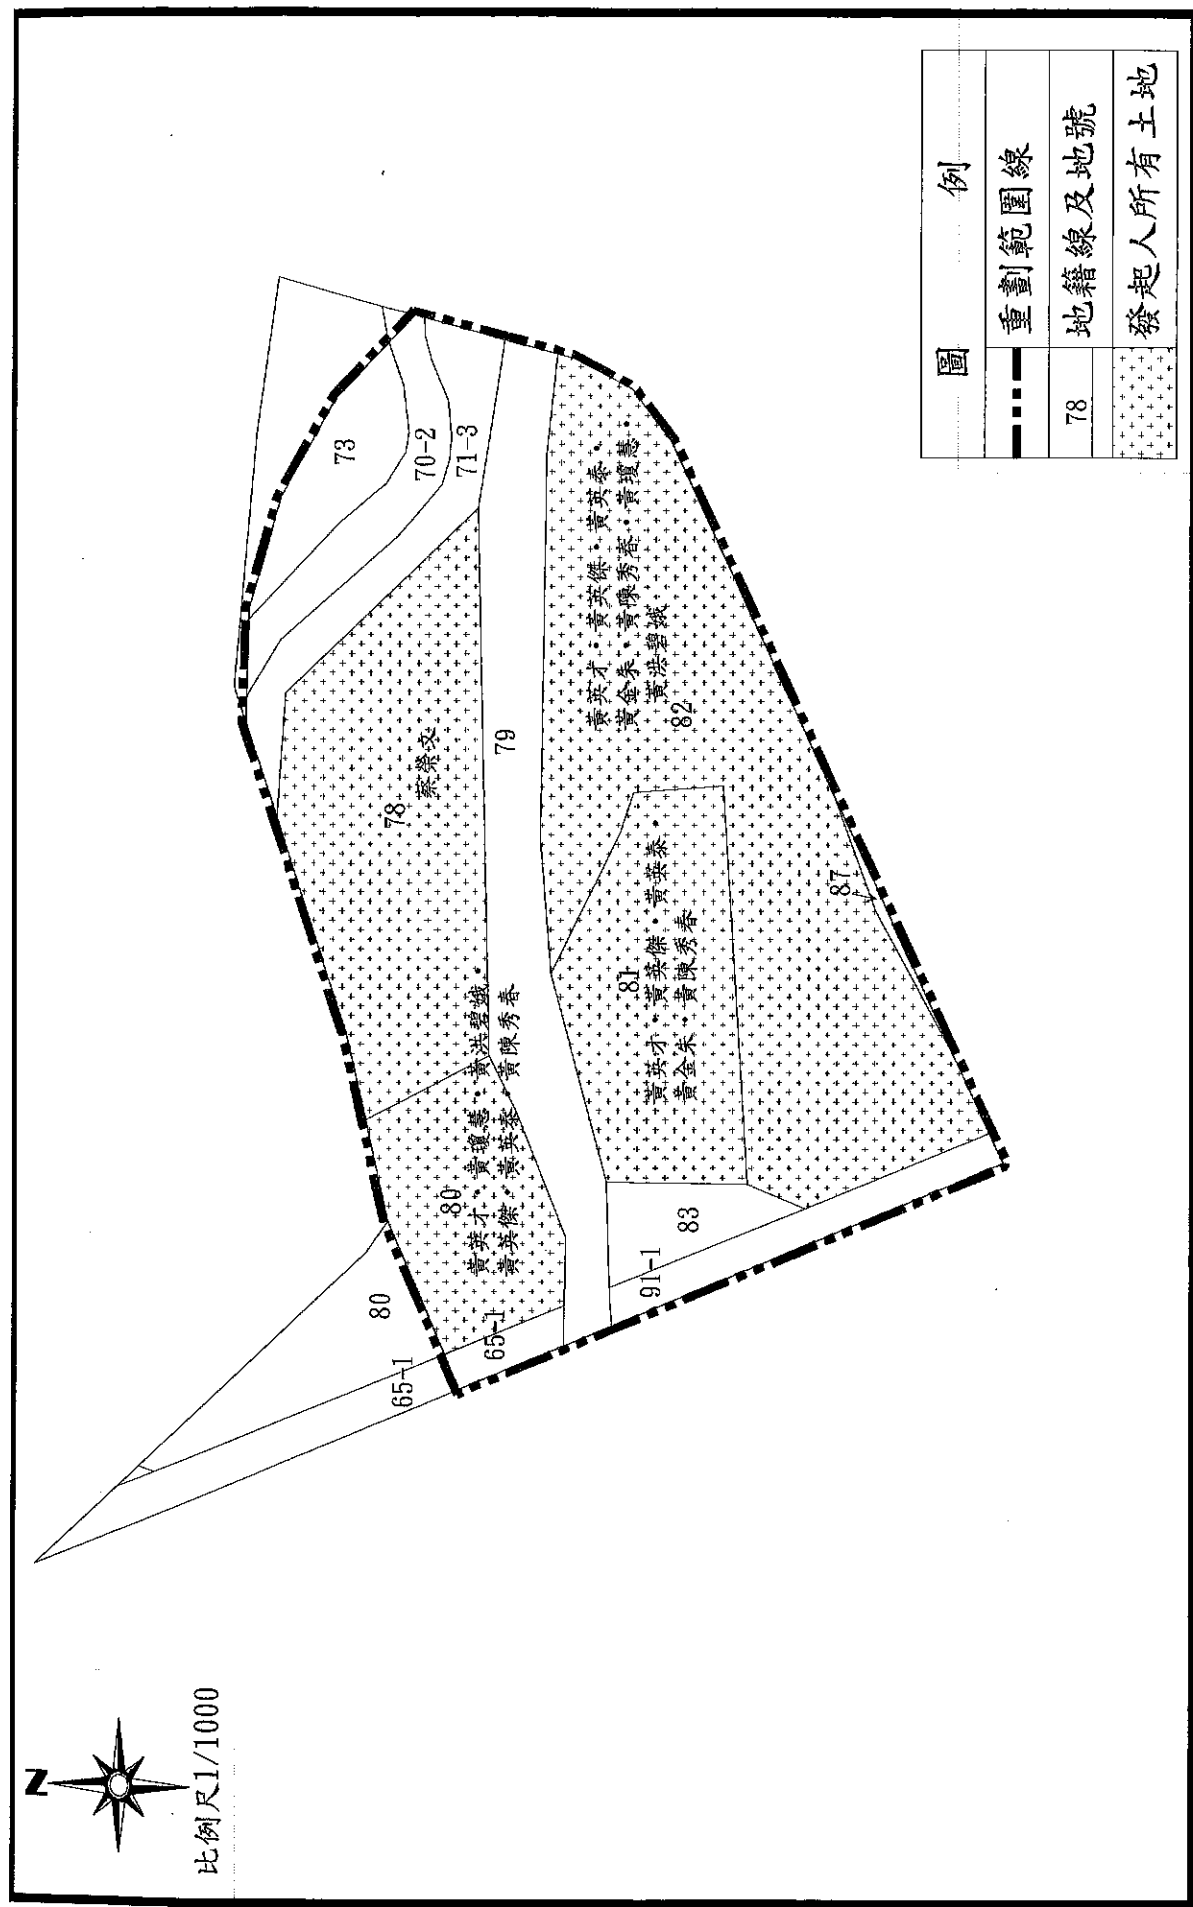 N
比例尺1/1000
73
70-2
71-3
78
蔡榮文
79
黃英才・黃英傑・黃英泰・
黃金朱・黃陳秀春・黃瓊慧・
黃洪碧娥
82
81
黃英才・黃英傑・黃英泰・
黃金朱・黃陳秀春
87
80
黃英才・黃瓊慧・黃洪碧娥・
黃英傑・黃英泰・黃陳秀春
80
65-1
65-1
83
91-1
圖例
重劃範圍線
78 地籍線及地號
發起人所有土地